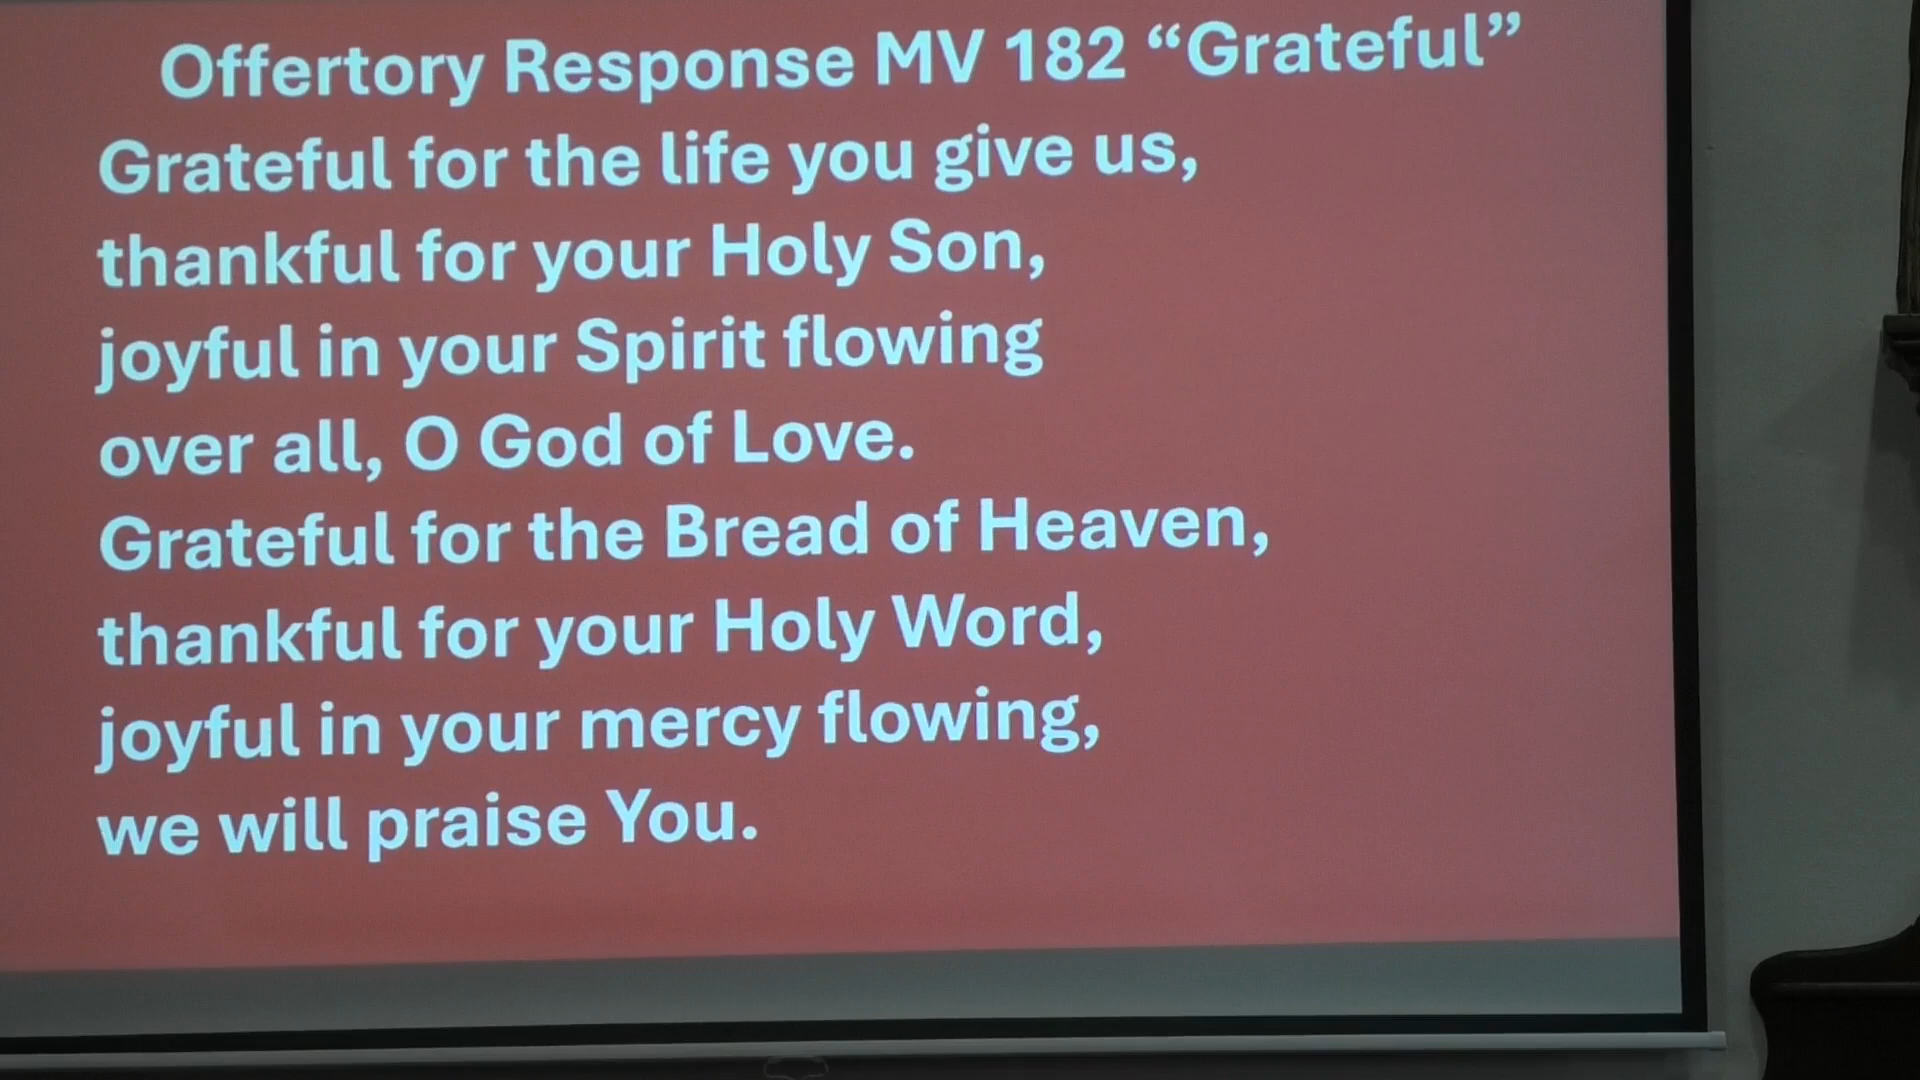 Offertory Response MV 182 “Grateful”
Grateful for the life you give us,
thankful for your Holy Son,
joyful in your Spirit flowing
over all, O God of Love.
Grateful for the Bread of Heaven,
thankful for your Holy Word,
joyful in your mercy flowing,
we will praise You.